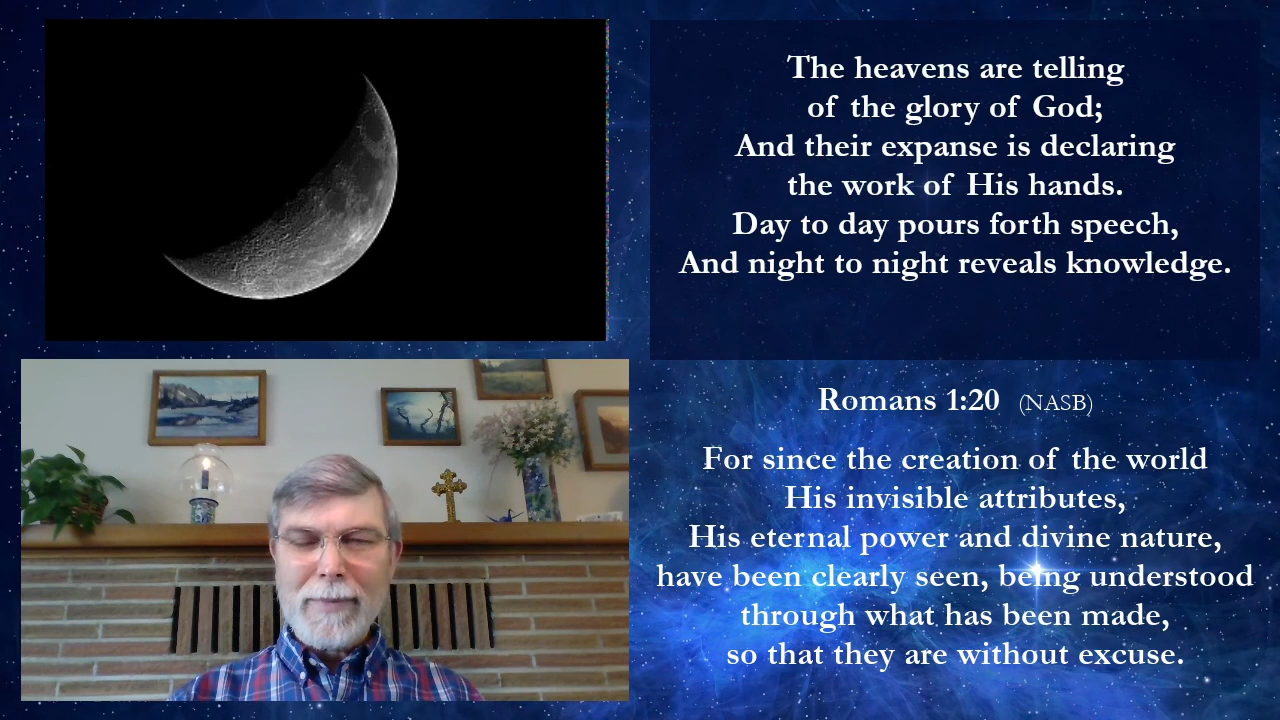 The heavens are telling
of the glory of God;
And their expanse is declaring
the work of His hands.
Day to day pours forth speech,
And night to night reveals knowledge.
Romans 1:20 (NASB)
For since the creation of the world
His invisible attributes,
His eternal power and divine nature,
have been clearly seen, being understood
through what has been made,
so that they are without excuse.